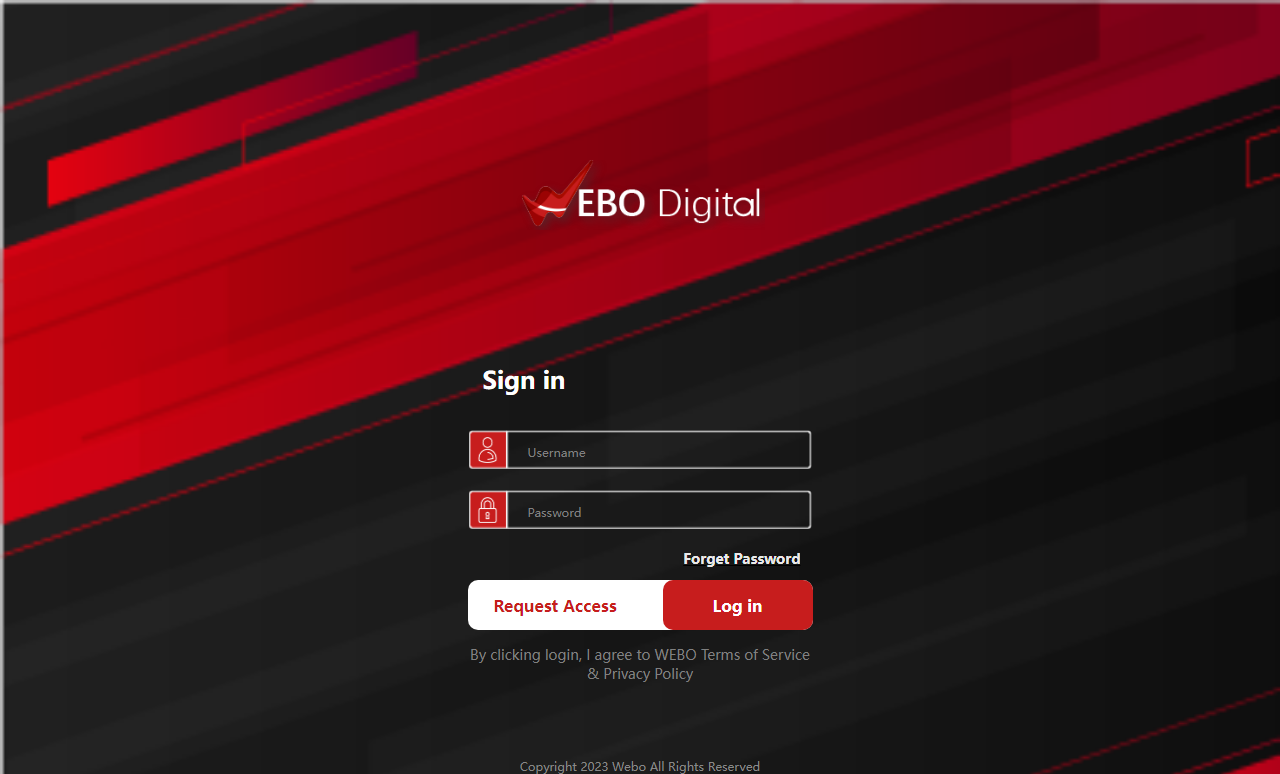 WEBO Digital
Sign in
Username
Password
Forget Password
Request Access
Log in
By clicking login, I agree to WEBO Terms of Service
& Privacy Policy
Copyright 2023 Webo All Rights Reserved